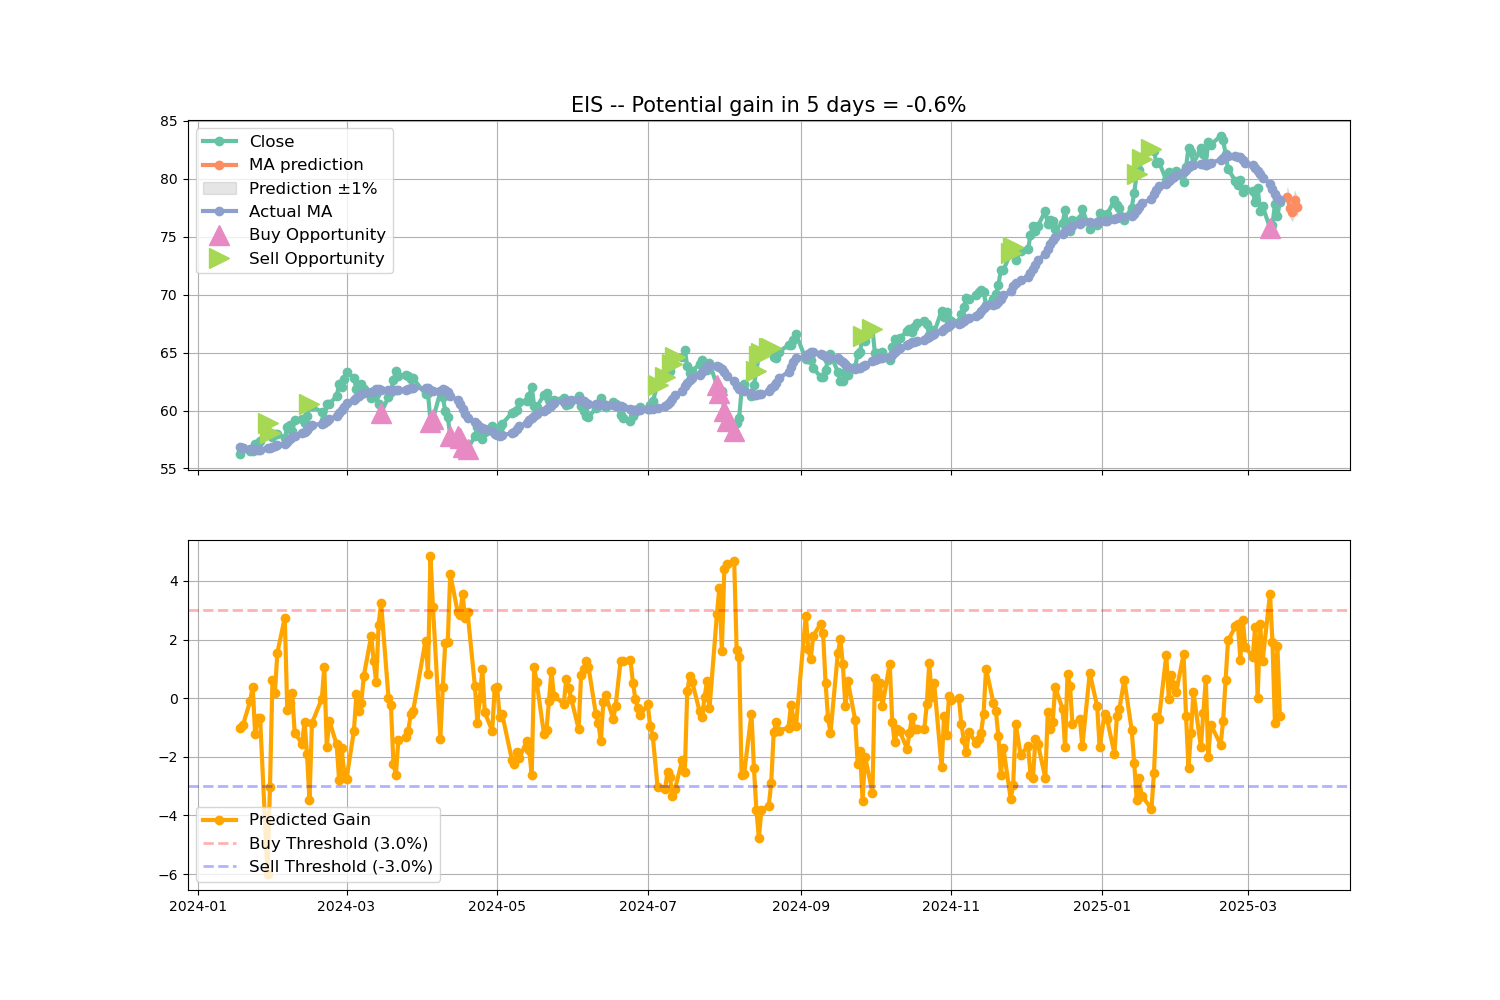 EIS -- Potential gain in 5 days = -0.6%
85
80
75
70
65
60
55
Close
MA prediction
Prediction ±1%
Actual MA
Buy Opportunity
Sell Opportunity
4
2
0
−2
−4
−6
Predicted Gain
Buy Threshold (3.0%)
Sell Threshold (-3.0%)
2024-01 2024-03 2024-05 2024-07 2024-09 2024-11 2025-01 2025-03